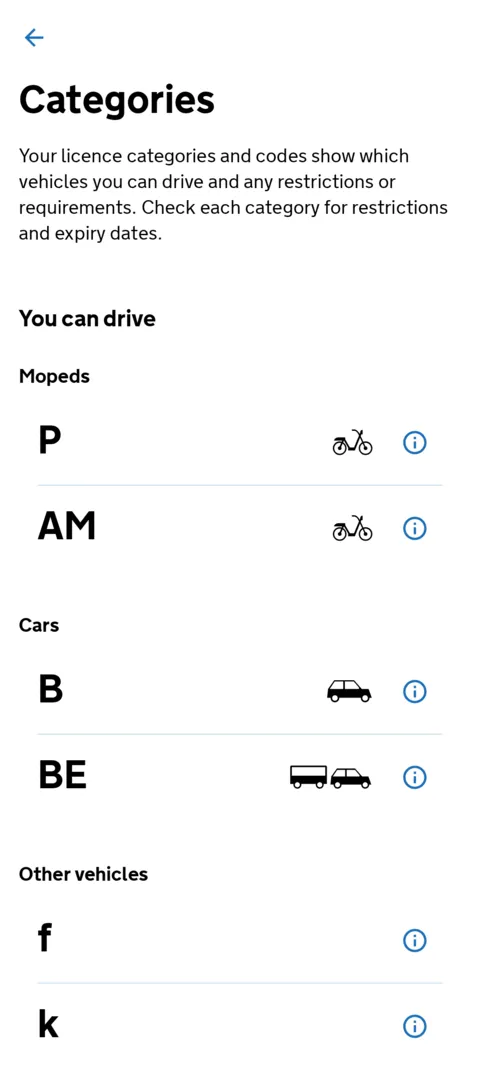 Categories
Your licence categories and codes show which
vehicles you can drive and any restrictions or
requirements. Check each category for restrictions
and expiry dates.
You can drive
Mopeds
P
AM
Cars
B
BE
Other vehicles
f
k